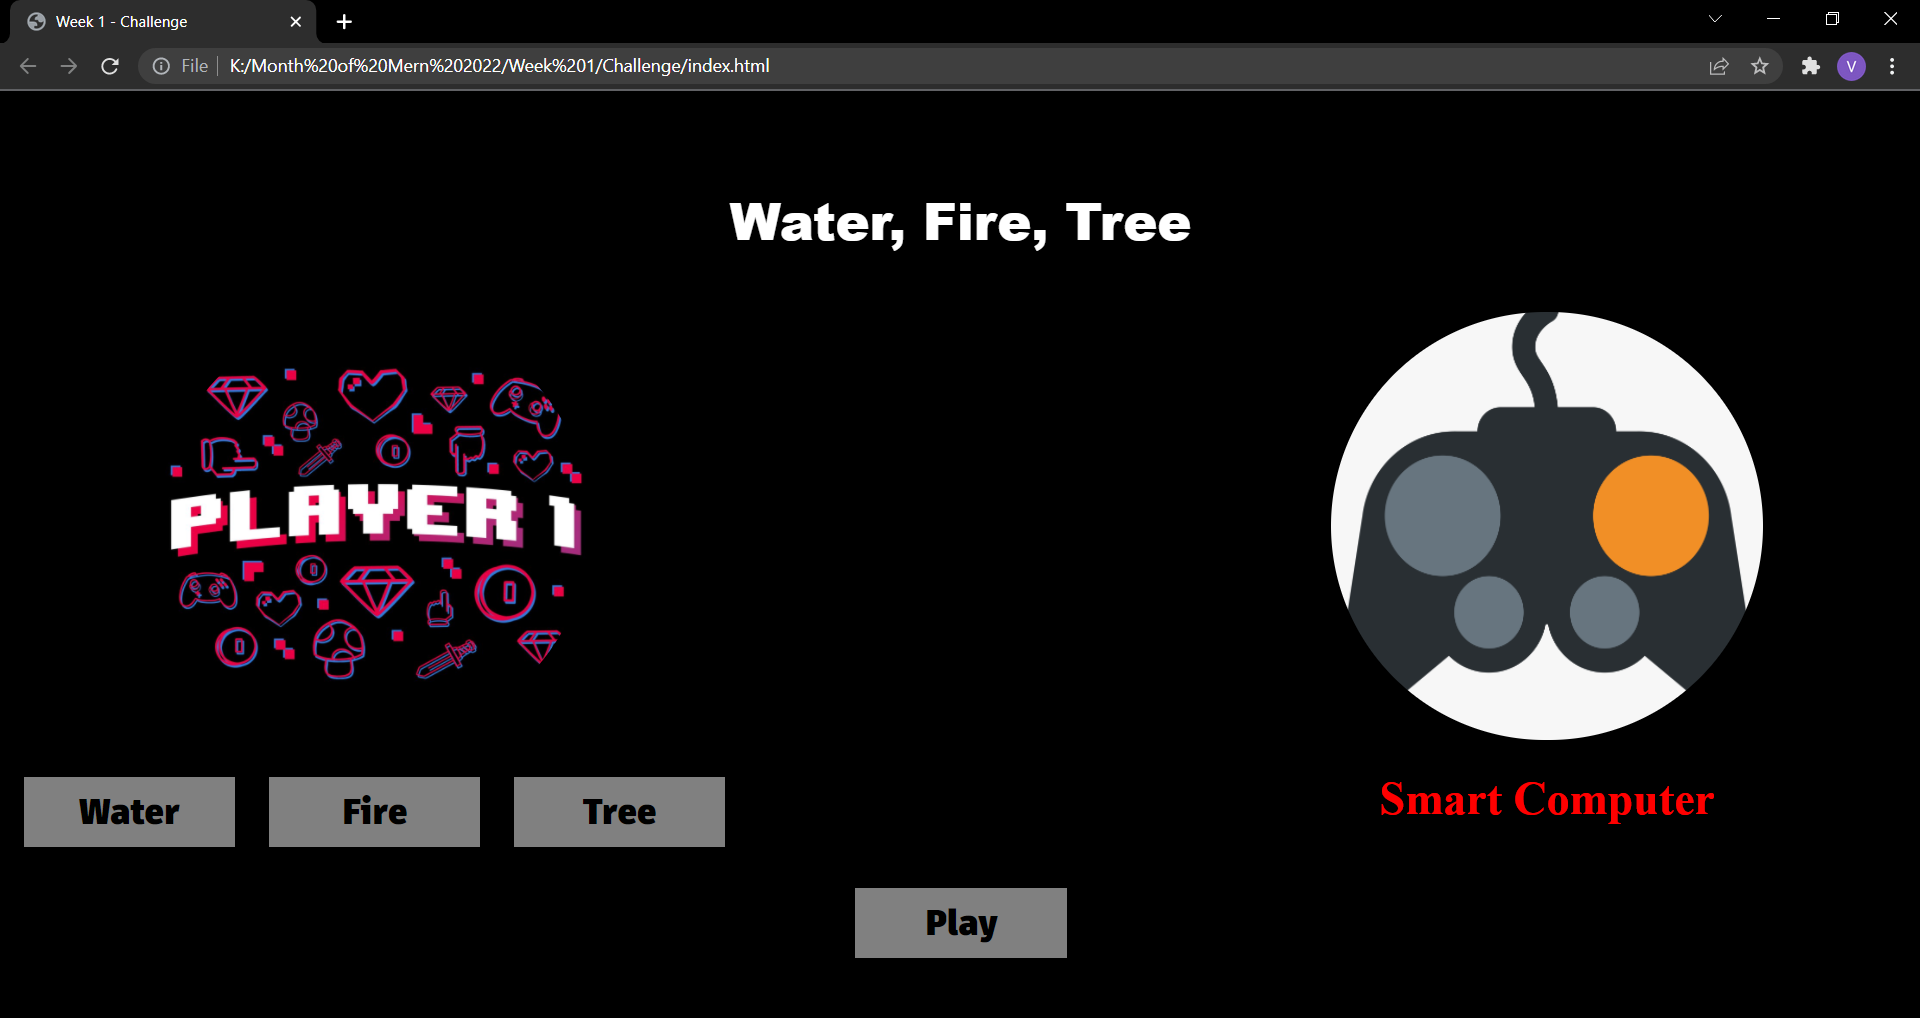 Week 1 - Challenge
File K:/Month%20of%20Mern%202022/Week%201/Challenge/index.html
V
Water, Fire, Tree
PLAYER 1
Water Fire Tree
Smart Computer
Play